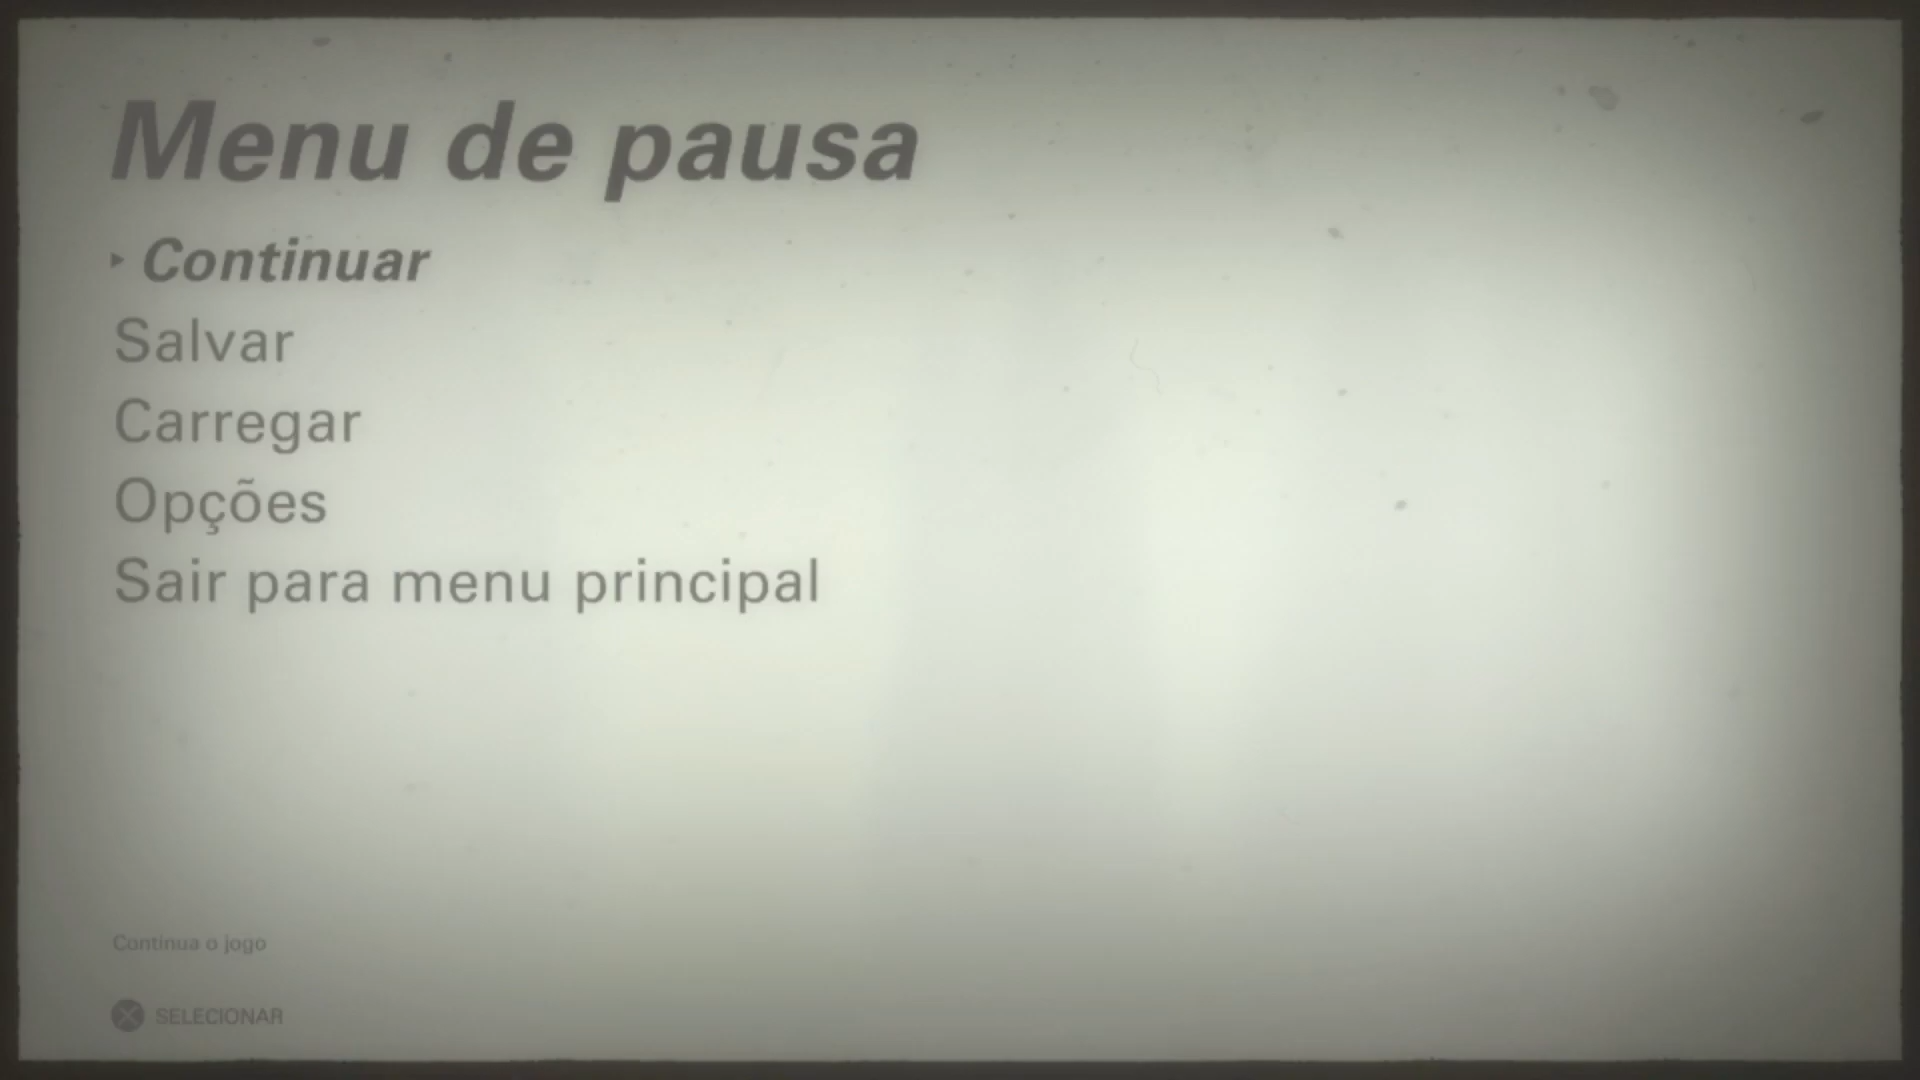 Menu de pausa
Continuar
Salvar
Carregar
Opções
Sair para menu principal
Continua o jogo
SELECIONAR